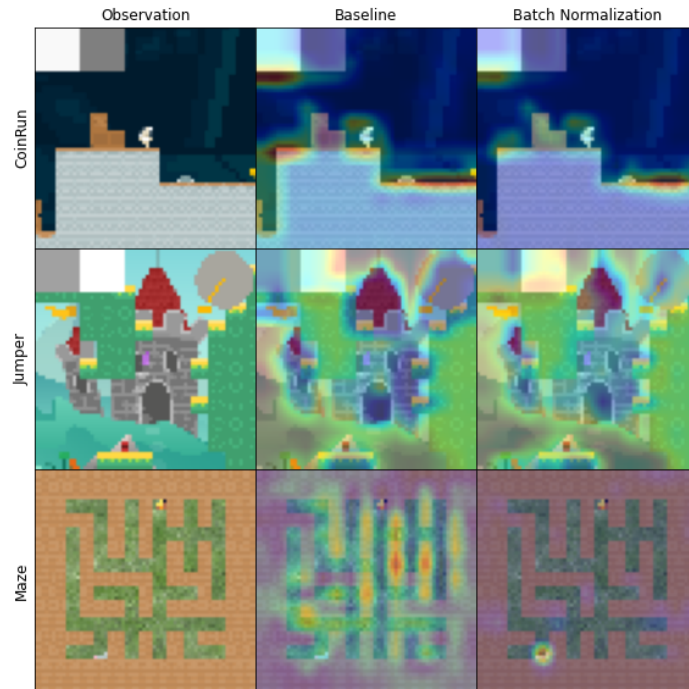 Observation
Baseline
Batch Normalization
CoinRun
Jumper
Maze